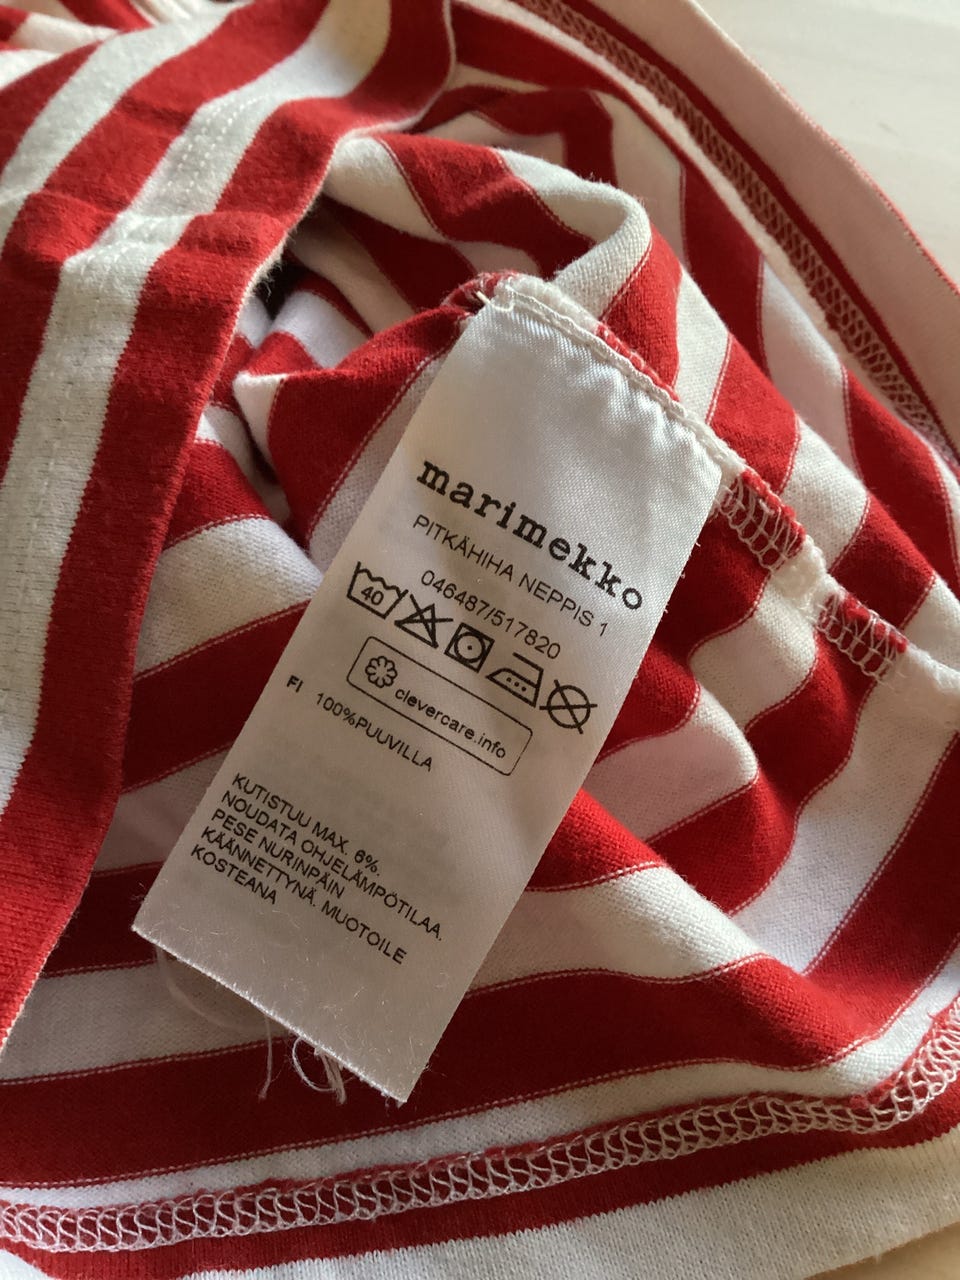 marimekko
PITKÄHIHA NEPPIS 1
046487/517820
40
clevercare.info
FI 100%PUUVILLA
KUTISTUU MAX. 6%.
NOUDATA OHJELÄMPÖTILAA.
PESE NURINPÄIN
KÄÄNNETTYNÄ. MUOTOILE
KOSTEANA